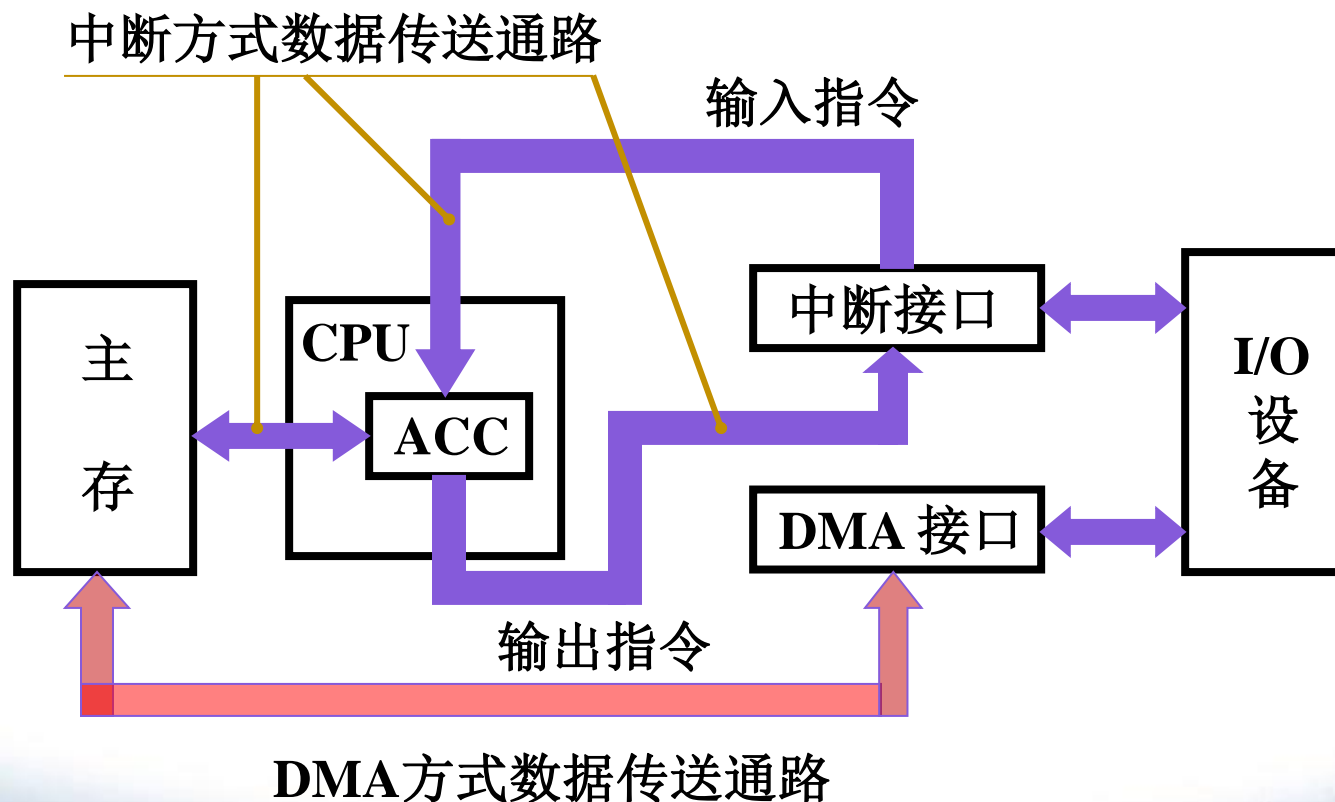 中断方式数据传送通路
输入指令
主
存
CPU
ACC
中断接口
DMA 接口
I/O
设
备
输出指令
DMA方式数据传送通路